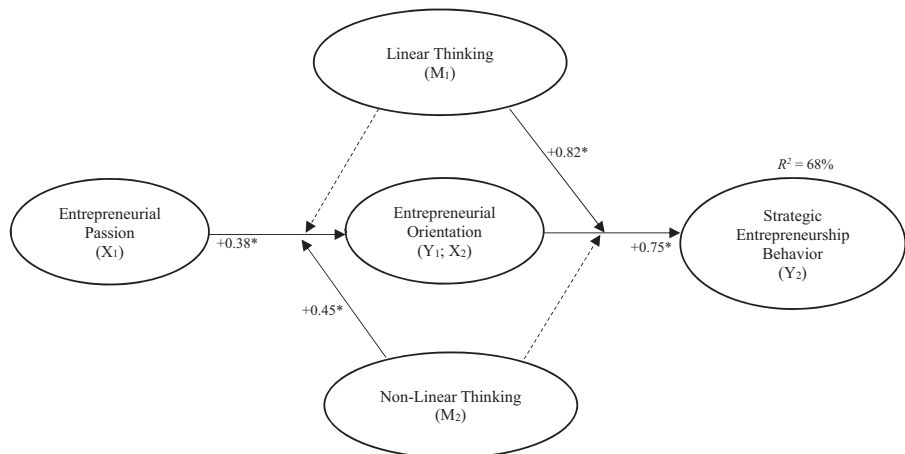 Linear Thinking
(M₁)
+0.82*
R² = 68%
Entrepreneurial
Passion
(X₁)
+0.38*
Entrepreneurial
Orientation
(Y₁; X₂)
+0.75*
Strategic
Entrepreneurship
Behavior
(Y₂)
+0.45*
Non-Linear Thinking
(M₂)